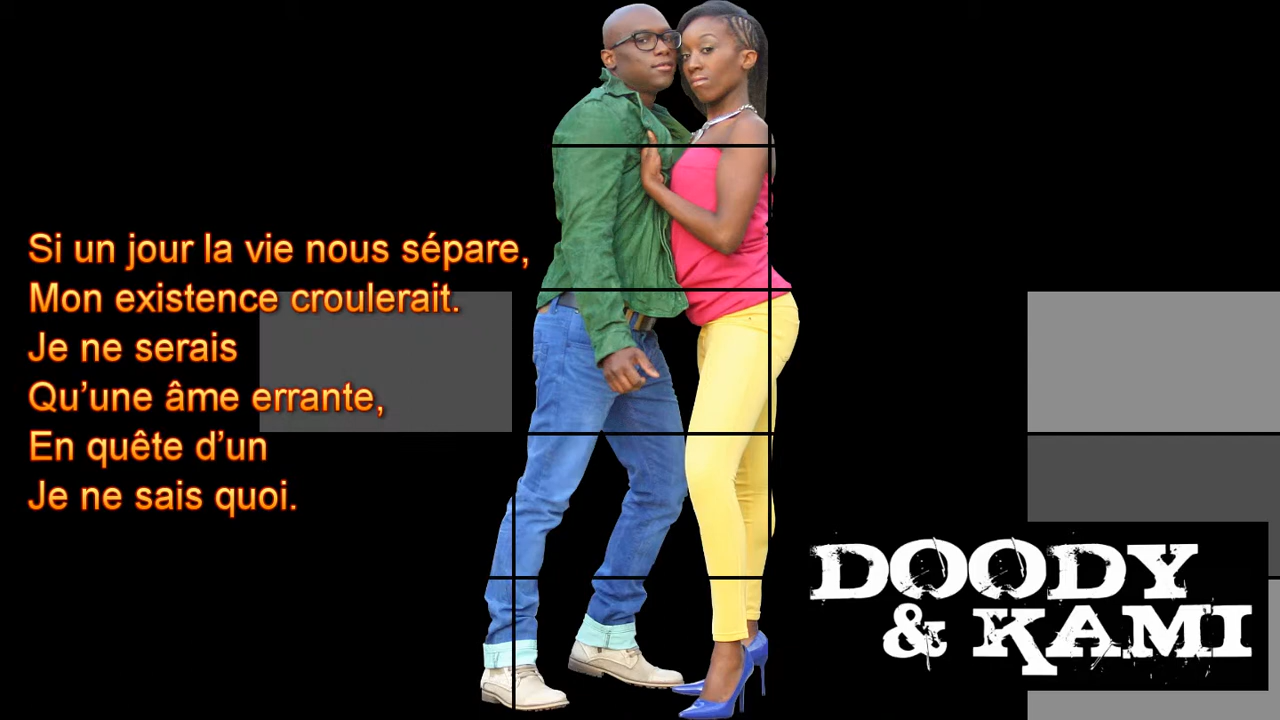 Si un jour la vie nous sépare,
Mon existence croulerait.
Je ne serais
Qu’une âme errante,
En quête d’un
Je ne sais quoi.
DOODY
& KAMI